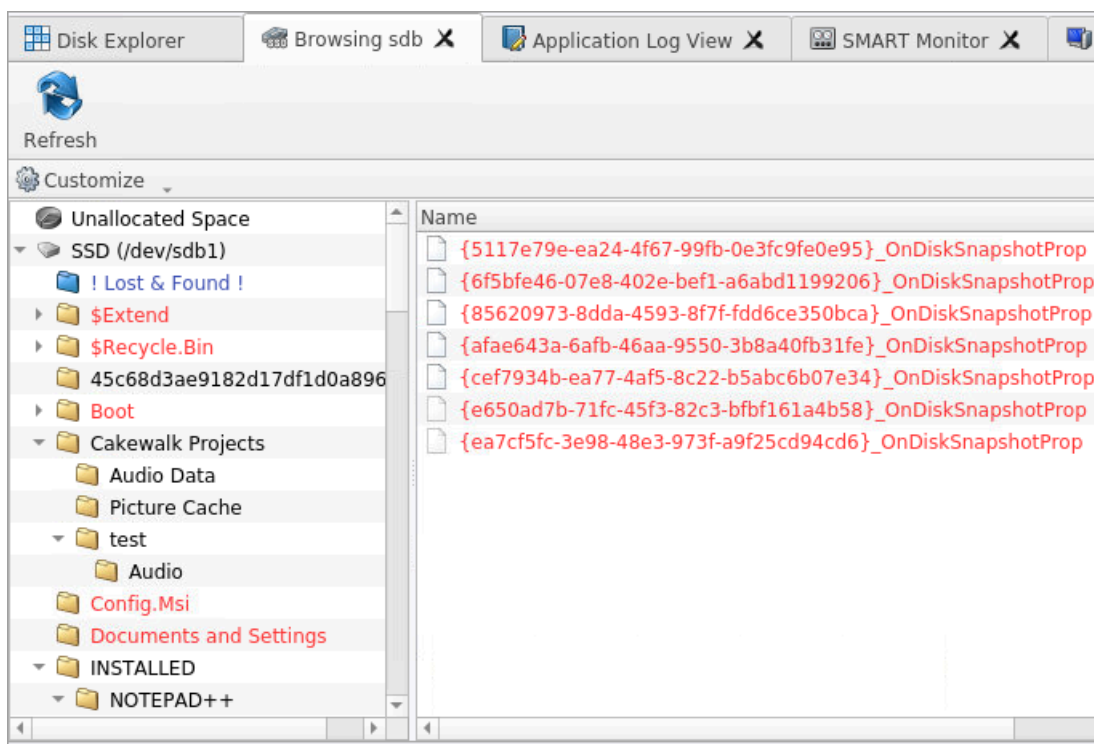 Disk Explorer
Browsing sdb
Application Log View
SMART Monitor
Refresh
Customize
Unallocated Space
SSD (/dev/sdb1)
! Lost & Found !
$Extend
$Recycle.Bin
45c68d3ae9182d17df1d0a896
Boot
Cakewalk Projects
Audio Data
Picture Cache
test
Audio
Config.Msi
Documents and Settings
INSTALLED
NOTEPAD++
Name
{5117e79e-ea24-4f67-99fb-0e3fc9fe0e95}_OnDiskSnapshotProp
{6f5bfe46-07e8-402e-bef1-a6abd1199206}_OnDiskSnapshotProp
{85620973-8dda-4593-8f7f-fdd6ce350bca}_OnDiskSnapshotProp
{afae643a-6afb-46aa-9550-3b8a40fb31fe}_OnDiskSnapshotProp
{cef7934b-ea77-4af5-8c22-b5abc6b07e34}_OnDiskSnapshotProp
{e650ad7b-71fc-45f3-82c3-bfbf161a4b58}_OnDiskSnapshotProp
{ea7cf5fc-3e98-48e3-973f-a9f25cd94cd6}_OnDiskSnapshotProp